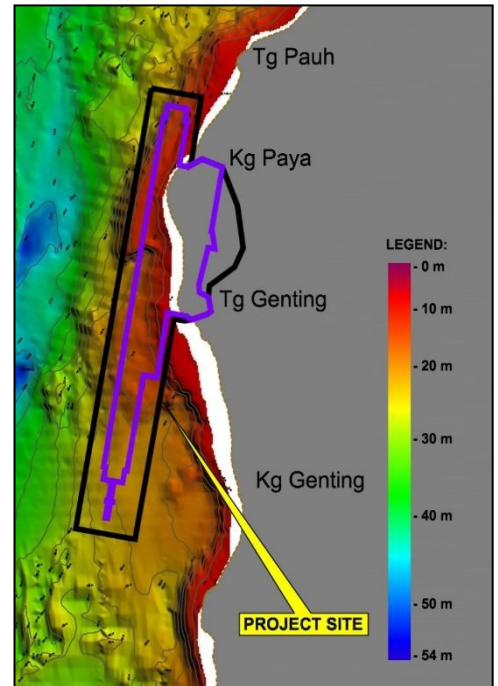 Tg Pauh
Kg Paya
LEGEND:
- 0 m
- 10 m
Tg Genting
- 20 m
- 30 m
Kg Genting
- 40 m
- 50 m
PROJECT SITE
- 54 m